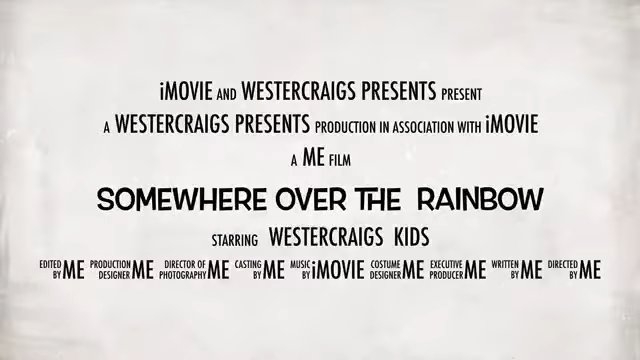 iMOVIE AND WESTERCRAIGS PRESENTS PRESENT
A WESTERCRAIGS PRESENTS PRODUCTION IN ASSOCIATION WITH iMOVIE
A ME FILM
SOMEWHERE OVER THE RAINBOW
STARRING WESTERCRAIGS KIDS
EDITED BY ME PRODUCTION DESIGNER ME DIRECTOR OF PHOTOGRAPHY ME CASTING BY ME MUSIC BY iMOVIE COSTUME DESIGNER ME EXECUTIVE PRODUCER ME WRITTEN BY ME DIRECTED BY ME